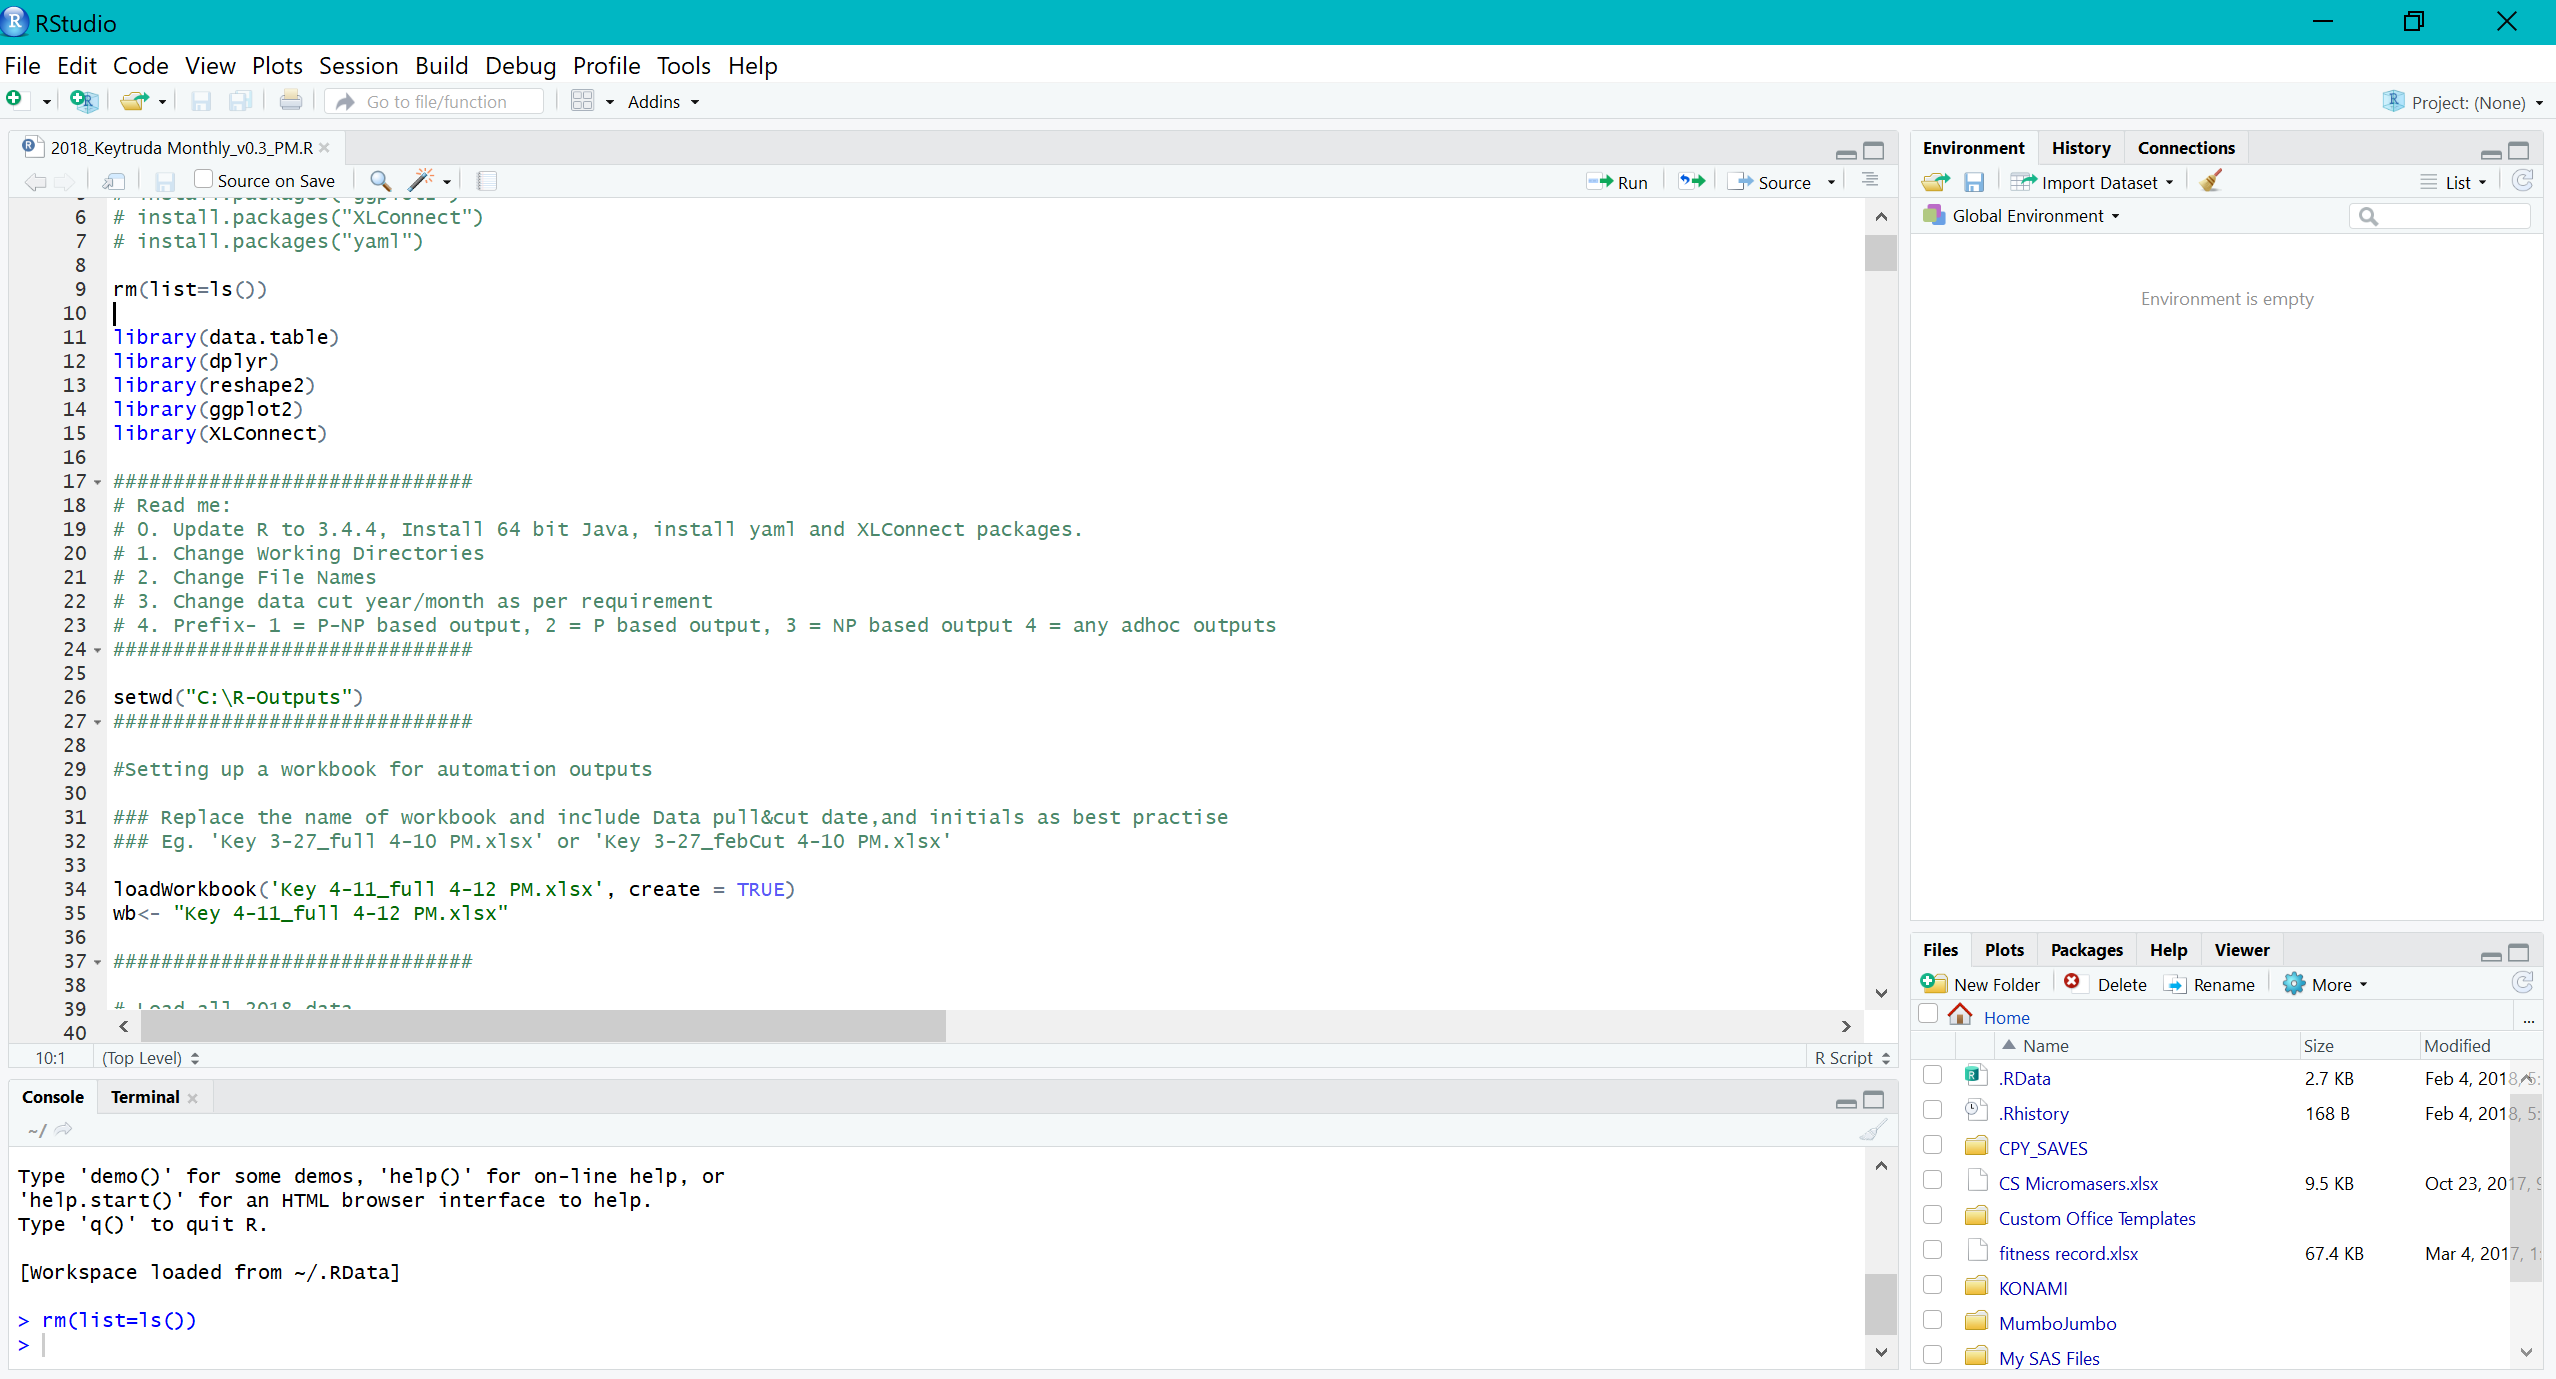 RStudio
File Edit Code View Plots Session Build Debug Profile Tools Help
Go to file/function Addins Project: (None)
2018_Keytruda Monthly_v0.3_PM.R
Source on Save Run Source
6 # install.packages("XLConnect")
7 # install.packages("yaml")
8
9 rm(list=ls())
10
11 library(data.table)
12 library(dplyr)
13 library(reshape2)
14 library(ggplot2)
15 library(XLConnect)
16
17 ##############################
18 # Read me:
19 # 0. Update R to 3.4.4, Install 64 bit Java, install yaml and XLConnect packages.
20 # 1. Change Working Directories
21 # 2. Change File Names
22 # 3. Change data cut year/month as per requirement
23 # 4. Prefix- 1 = P-NP based output, 2 = P based output, 3 = NP based output 4 = any adhoc outputs
24 ##############################
25
26 setwd("C:\R-Outputs")
27 ##############################
28
29 #Setting up a workbook for automation outputs
30
31 ### Replace the name of workbook and include Data pull&cut date,and initials as best practise
32 ### Eg. 'Key 3-27_full 4-10 PM.xlsx' or 'Key 3-27_febCut 4-10 PM.xlsx'
33
34 loadWorkbook('Key 4-11_full 4-12 PM.xlsx', create = TRUE)
35 wb<- "Key 4-11_full 4-12 PM.xlsx"
36
37 ##############################
38
39 # Load all 2018 data
40
10:1 (Top Level) R Script
Console Terminal
~/
Type 'demo()' for some demos, 'help()' for on-line help, or
'help.start()' for an HTML browser interface to help.
Type 'q()' to quit R.
[Workspace loaded from ~/.RData]
> rm(list=ls())
>
Environment History Connections
Import Dataset List
Global Environment
Environment is empty
Files Plots Packages Help Viewer
New Folder Delete Rename More
Home ...
Name Size Modified
.RData 2.7 KB Feb 4, 2018, 5:
.Rhistory 168 B Feb 4, 2018, 5:
CPY_SAVES
CS Micromasers.xlsx 9.5 KB Oct 23, 2017, 9
Custom Office Templates
fitness record.xlsx 67.4 KB Mar 4, 2017, 1:
KONAMI
MumboJumbo
My SAS Files